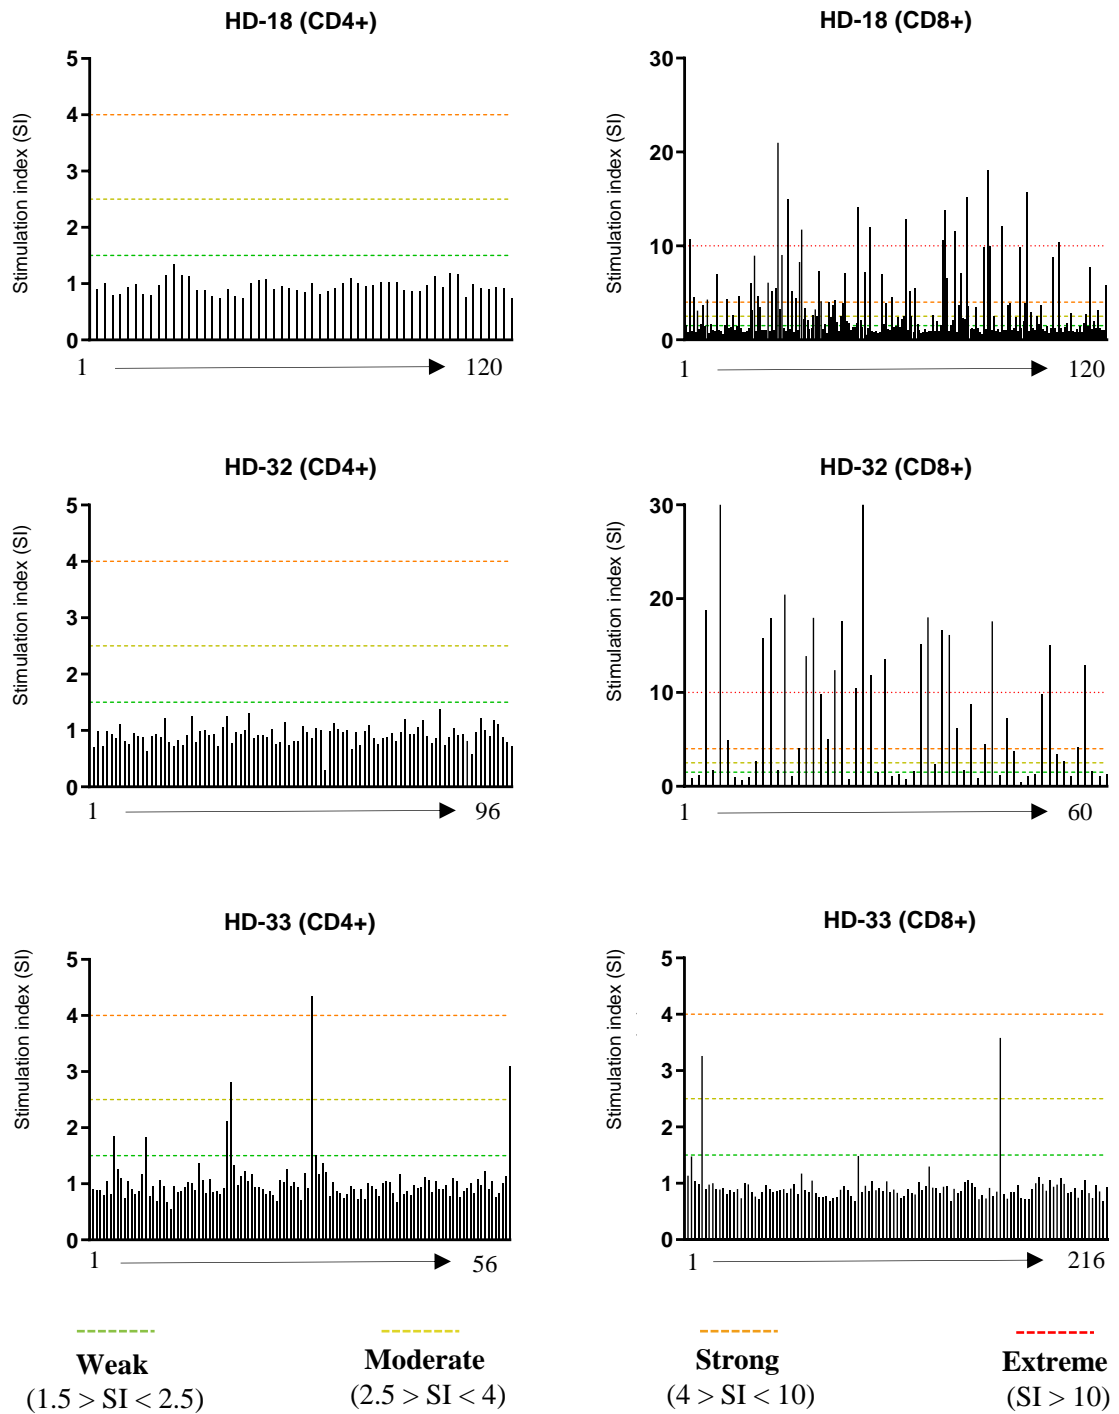 HD-18 (CD4+)
Stimulation index (SI)
5
4
3
2
1
0
1
120
HD-18 (CD8+)
Stimulation index (SI)
30
20
10
0
1
120
HD-32 (CD4+)
Stimulation index (SI)
5
4
3
2
1
0
1
96
HD-32 (CD8+)
Stimulation index (SI)
30
20
10
0
1
60
HD-33 (CD4+)
Stimulation index (SI)
5
4
3
2
1
0
1
56
HD-33 (CD8+)
Stimulation index (SI)
5
4
3
2
1
0
1
216
Weak
(1.5 > SI < 2.5)
Moderate
(2.5 > SI < 4)
Strong
(4 > SI < 10)
Extreme
(SI > 10)